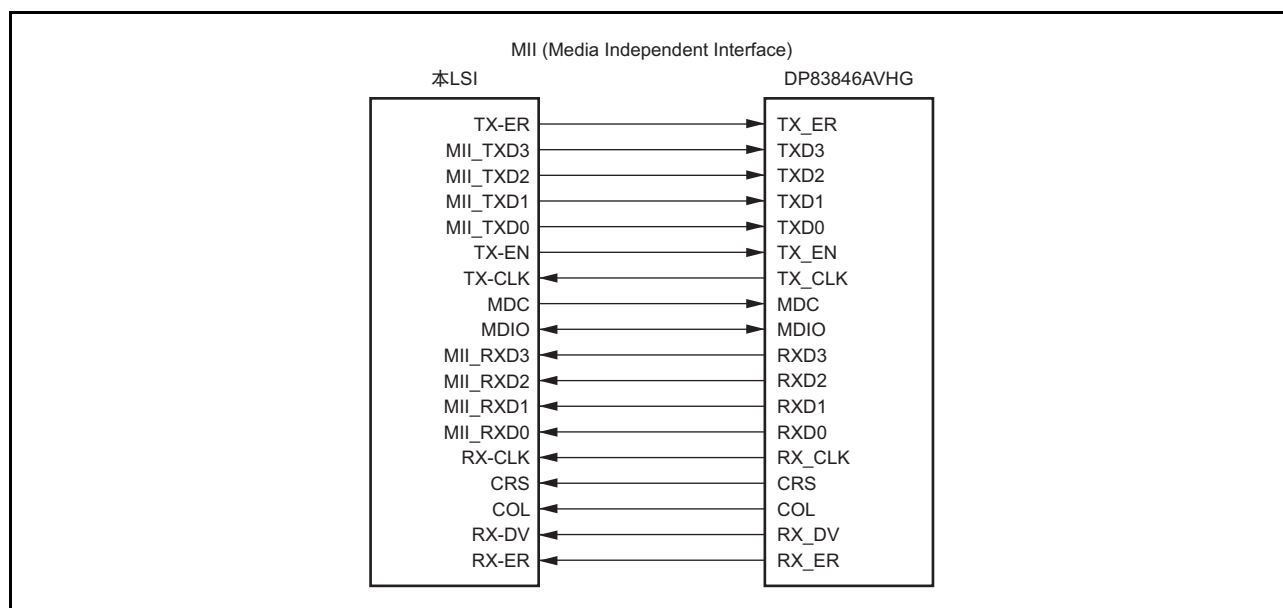 MII (Media Independent Interface)
本LSI DP83846AVHG
TX-ER TX_ER
MII_TXD3 TXD3
MII_TXD2 TXD2
MII_TXD1 TXD1
MII_TXD0 TXD0
TX-EN TX_EN
TX-CLK TX_CLK
MDC MDC
MDIO MDIO
MII_RXD3 RXD3
MII_RXD2 RXD2
MII_RXD1 RXD1
MII_RXD0 RXD0
RX-CLK RX_CLK
CRS CRS
COL COL
RX-DV RX_DV
RX-ER RX_ER